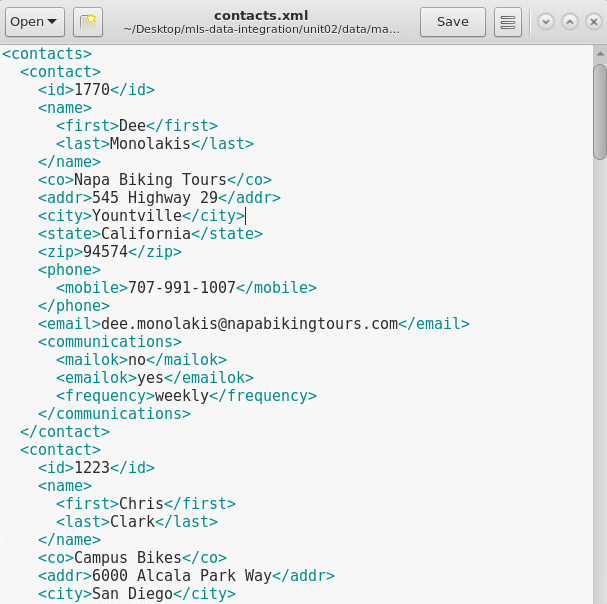 contacts.xml
Open
~/Desktop/mls-data-integration/unit02/data/ma...
Save
<contacts>
  <contact>
    <id>1770</id>
    <name>
      <first>Dee</first>
      <last>Monolakis</last>
    </name>
    <co>Napa Biking Tours</co>
    <addr>545 Highway 29</addr>
    <city>Yountville</city>
    <state>California</state>
    <zip>94574</zip>
    <phone>
      <mobile>707-991-1007</mobile>
    </phone>
    <email>dee.monolakis@napabikingtours.com</email>
    <communications>
      <mailok>no</mailok>
      <emailok>yes</emailok>
      <frequency>weekly</frequency>
    </communications>
  </contact>
  <contact>
    <id>1223</id>
    <name>
      <first>Chris</first>
      <last>Clark</last>
    </name>
    <co>Campus Bikes</co>
    <addr>6000 Alcala Park Way</addr>
    <city>San Diego</city>